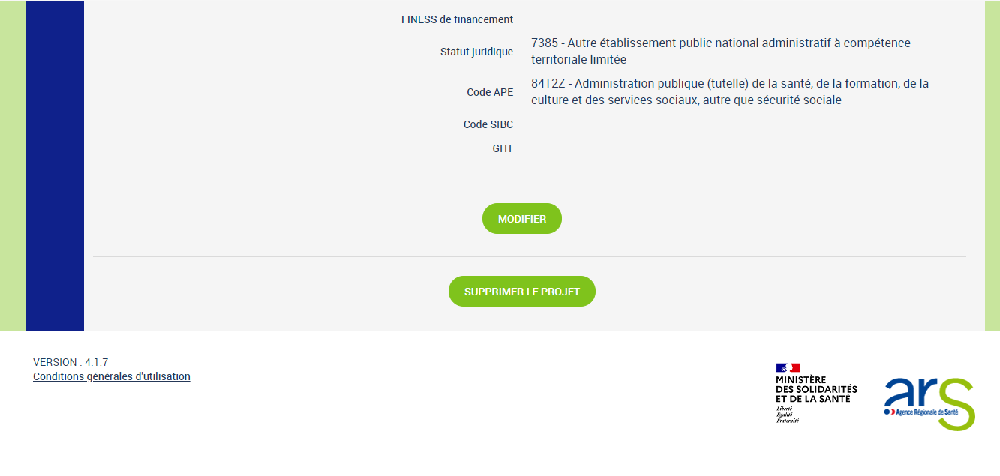 FINESS de financement
Statut juridique
7385 - Autre établissement public national administratif à compétence
territoriale limitée
Code APE
8412Z - Administration publique (tutelle) de la santé, de la formation, de la
culture et des services sociaux, autre que sécurité sociale
Code SIBC
GHT
MODIFIER
SUPPRIMER LE PROJET
VERSION : 4.1.7
Conditions générales d'utilisation
MINISTÈRE
DES SOLIDARITÉS
ET DE LA SANTÉ
Liberté
Égalité
Fraternité
ars
Agence Régionale de Santé